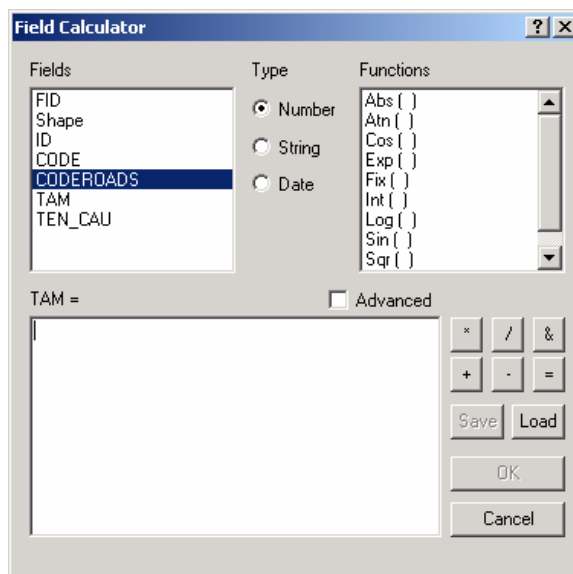 Field Calculator
Fields
Type
Functions
FID
Shape
ID
CODE
CODEROADS
TAM
TEN_CAU
Number
String
Date
Abs ( )
Atn ( )
Cos ( )
Exp ( )
Fix ( )
Int ( )
Log ( )
Sin ( )
Sqr ( )
TAM =
Advanced
* / &
+ - =
Save Load
OK
Cancel